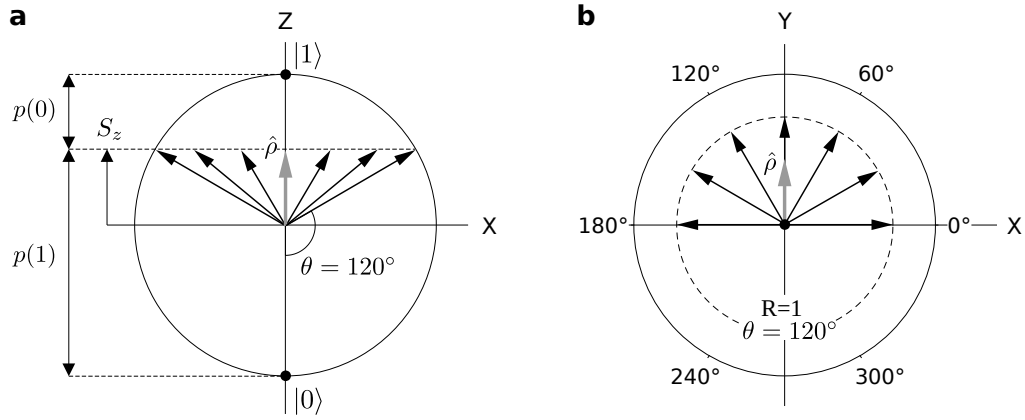 a
Z
|1⟩
p(0)
S_z
ρ̂
X
p(1)
θ = 120°
|0⟩
b
Y
120°
60°
ρ̂
180°
0°
X
R=1
θ = 120°
240°
300°